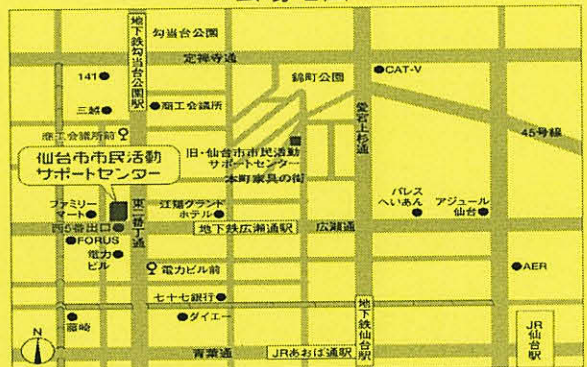 地下鉄勾当台公園駅
勾当台公園
定禅寺通
錦町公園
CAT-V
141
三越
商工会議所
商工会議所前
愛宮上杉通
45号線
旧・仙台市市民活動
サポートセンター
仙台市市民活動
サポートセンター
本町家具の街
パレス
へいあん
アジュール
仙台
ファミリー
マート
東二番丁通
江陽グランド
ホテル
西5番出口
地下鉄広瀬通駅
広瀬通
FORUS
電力
ビル
電力ビル前
AER
七十七銀行
地下鉄仙台駅
藤崎
ダイエー
N
青葉通
JRあおば通駅
JR
仙台駅